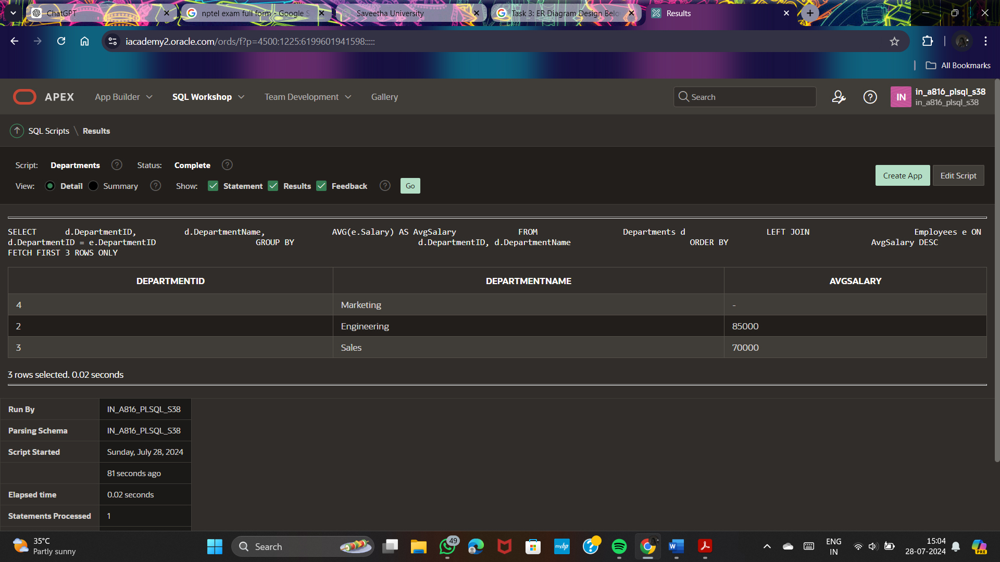 ChatGPT
nptel exam full form - Google S
Saveetha University
Task 3: ER Diagram Design Belo
Results
iacademy2.oracle.com/ords/f?p=4500:1225:6199601941598:::::
All Bookmarks
APEX App Builder SQL Workshop Team Development Gallery Search IN in_a816_plsql_s38
in_a816_plsql_s38
SQL Scripts \ Results
Script: Departments Status: Complete
View: Detail Summary Show: Statement Results Feedback Go Create App Edit Script
SELECT d.DepartmentID, d.DepartmentName, AVG(e.Salary) AS AvgSalary FROM Departments d LEFT JOIN Employees e ON
d.DepartmentID = e.DepartmentID GROUP BY d.DepartmentID, d.DepartmentName ORDER BY AvgSalary DESC
FETCH FIRST 3 ROWS ONLY
DEPARTMENTID DEPARTMENTNAME AVGSALARY
4 Marketing -
2 Engineering 85000
3 Sales 70000
3 rows selected. 0.02 seconds
Run By IN_A816_PLSQL_S38
Parsing Schema IN_A816_PLSQL_S38
Script Started Sunday, July 28, 2024
81 seconds ago
Elapsed time 0.02 seconds
Statements Processed 1
35°C
Partly sunny
Search
49
myhp
ENG
IN
15:04
28-07-2024
PRE